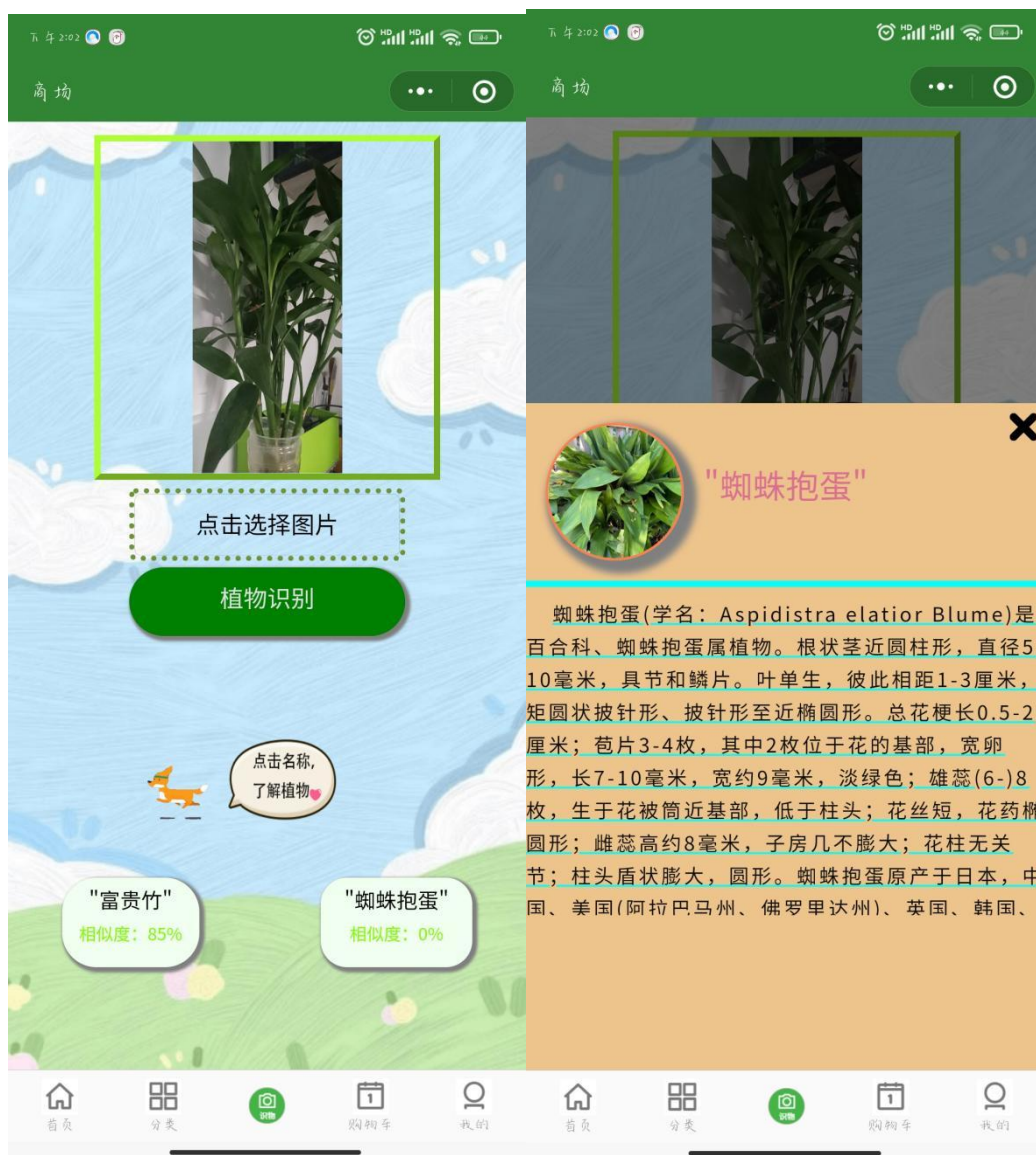 下午2:02
商场
点击选择图片
植物识别
点击名称,
了解植物
"富贵竹"
相似度：85%
"蜘蛛抱蛋"
相似度：0%
首页
分类
识物
购物车
我的
下午2:02
商场
"蜘蛛抱蛋"
蜘蛛抱蛋(学名：Aspidistra elatior Blume)是
百合科、蜘蛛抱蛋属植物。根状茎近圆柱形，直径5
10毫米，具节和鳞片。叶单生，彼此相距1-3厘米，
矩圆状披针形、披针形至近椭圆形。总花梗长0.5-2
厘米；苞片3-4枚，其中2枚位于花的基部，宽卵
形，长7-10毫米，宽约9毫米，淡绿色；雄蕊(6-)8
枚，生于花被筒近基部，低于柱头；花丝短，花药椭
圆形；雌蕊高约8毫米，子房几不膨大；花柱无关
节；柱头盾状膨大，圆形。蜘蛛抱蛋原产于日本，中
国、美国(阿拉巴马州、佛罗里达州)、英国、韩国、
首页
分类
识物
购物车
我的